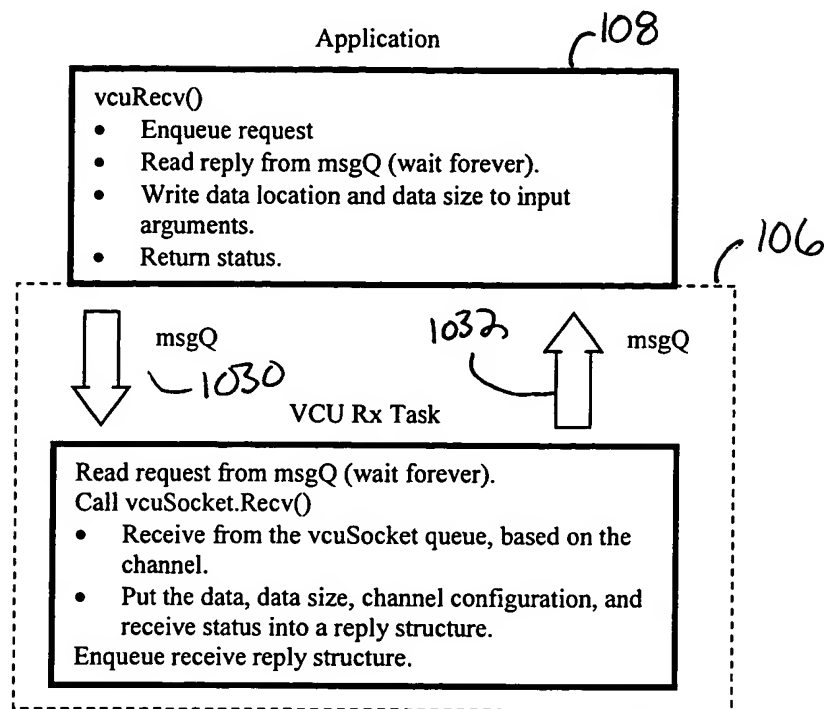 Application
108
vcuRecv()
• Enqueue request
• Read reply from msgQ (wait forever).
• Write data location and data size to input
arguments.
• Return status.
106
msgQ
1030
1032
msgQ
VCU Rx Task
Read request from msgQ (wait forever).
Call vcuSocket.Recv()
• Receive from the vcuSocket queue, based on the
channel.
• Put the data, data size, channel configuration, and
receive status into a reply structure.
Enqueue receive reply structure.